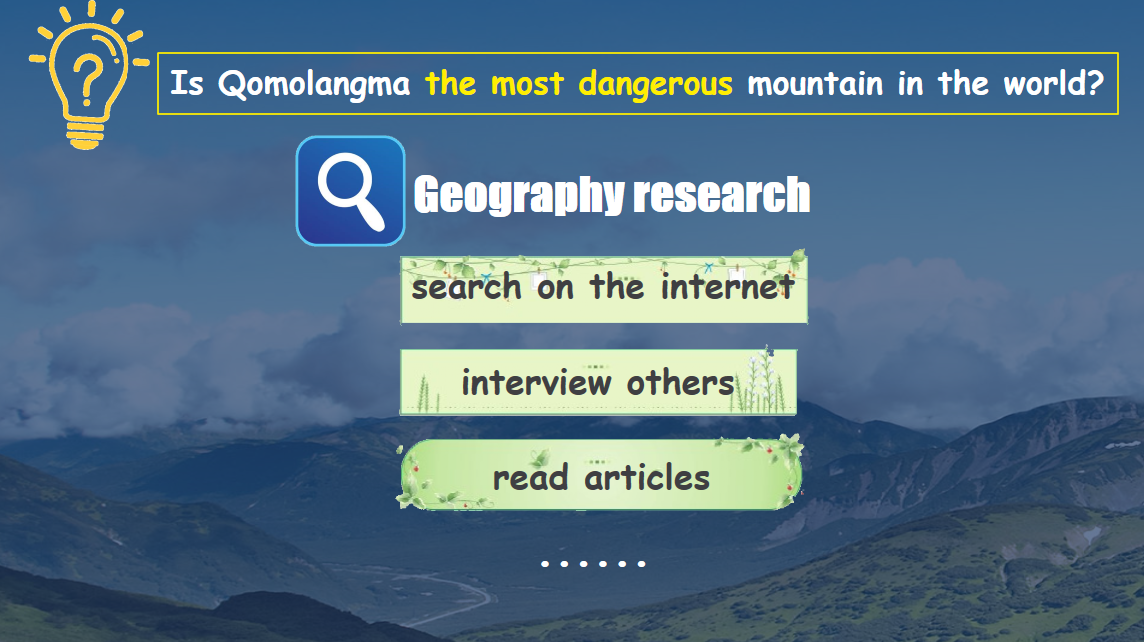 Is Qomolangma the most dangerous mountain in the world?
Geography research
search on the internet
interview others
read articles
......